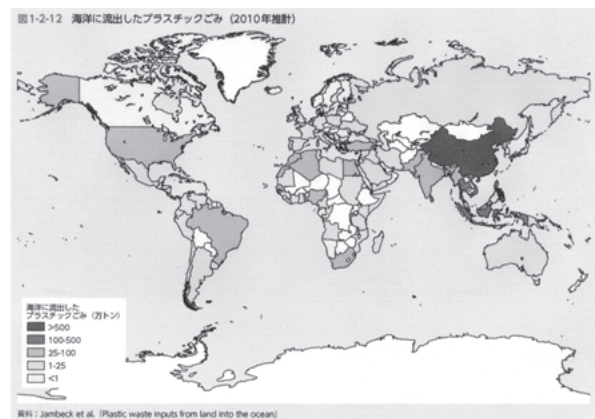 図1-2-12 海洋に流出したプラスチックごみ（2010年推計）
海洋に流出した
プラスチックごみ（万トン）
>500
100-500
25-100
1-25
<1
資料：Jambeck et al.「Plastic waste inputs from land into the ocean」